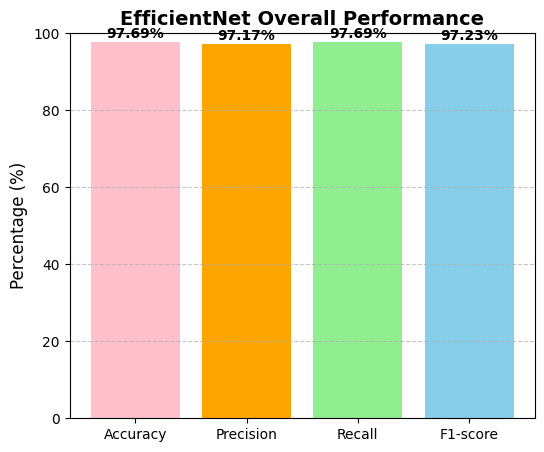 EfficientNet Overall Performance
97.69% 97.17% 97.69% 97.23%
Percentage (%)
100
80
60
40
20
0
Accuracy Precision Recall F1-score